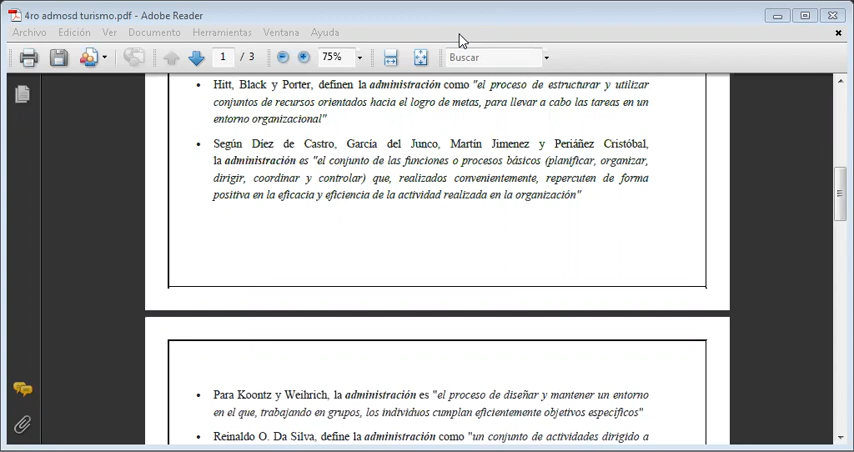 4ro admosd turismo.pdf - Adobe Reader
Archivo Edición Ver Documento Herramientas Ventana Ayuda
1 / 3 75% Buscar
• Hitt, Black y Porter, definen la administración como "el proceso de estructurar y utilizar
conjuntos de recursos orientados hacia el logro de metas, para llevar a cabo las tareas en un
entorno organizacional"
• Según Díez de Castro, García del Junco, Martín Jimenez y Periáñez Cristóbal,
la administración es "el conjunto de las funciones o procesos básicos (planificar, organizar,
dirigir, coordinar y controlar) que, realizados convenientemente, repercuten de forma
positiva en la eficacia y eficiencia de la actividad realizada en la organización"
• Para Koontz y Weihrich, la administración es "el proceso de diseñar y mantener un entorno
en el que, trabajando en grupos, los individuos cumplan eficientemente objetivos específicos"
• Reinaldo O. Da Silva, define la administración como "un conjunto de actividades dirigido a